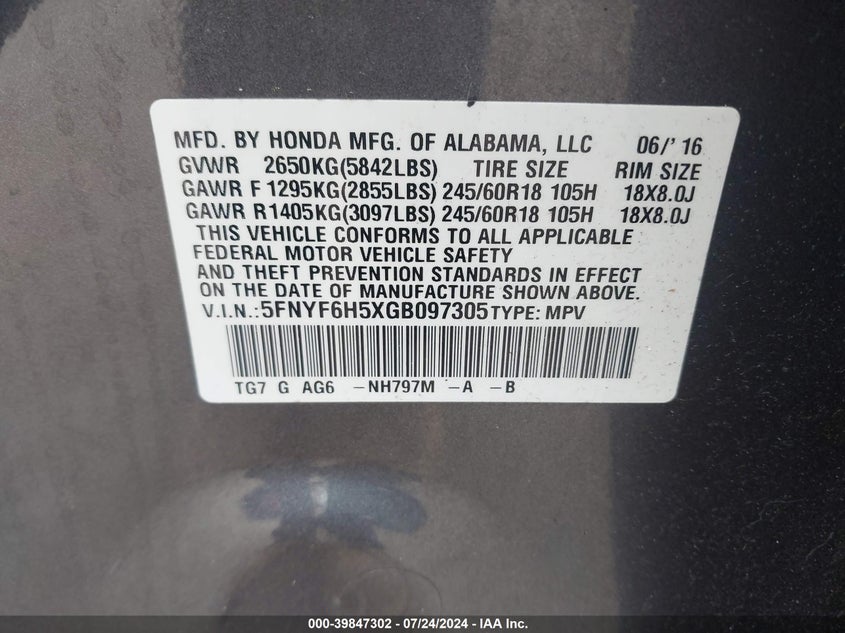 MFD. BY HONDA MFG. OF ALABAMA, LLC 06/' 16
GVWR 2650KG(5842LBS) TIRE SIZE RIM SIZE
GAWR F 1295KG(2855LBS) 245/60R18 105H 18X8.0J
GAWR R1405KG(3097LBS) 245/60R18 105H 18X8.0J
THIS VEHICLE CONFORMS TO ALL APPLICABLE
FEDERAL MOTOR VEHICLE SAFETY
AND THEFT PREVENTION STANDARDS IN EFFECT
ON THE DATE OF MANUFACTURE SHOWN ABOVE.
V.I.N.:5FNYF6H5XGB097305 TYPE: MPV
TG7 G AG6 -NH797M -A -B
000-39847302 - 07/24/2024 - IAA Inc.